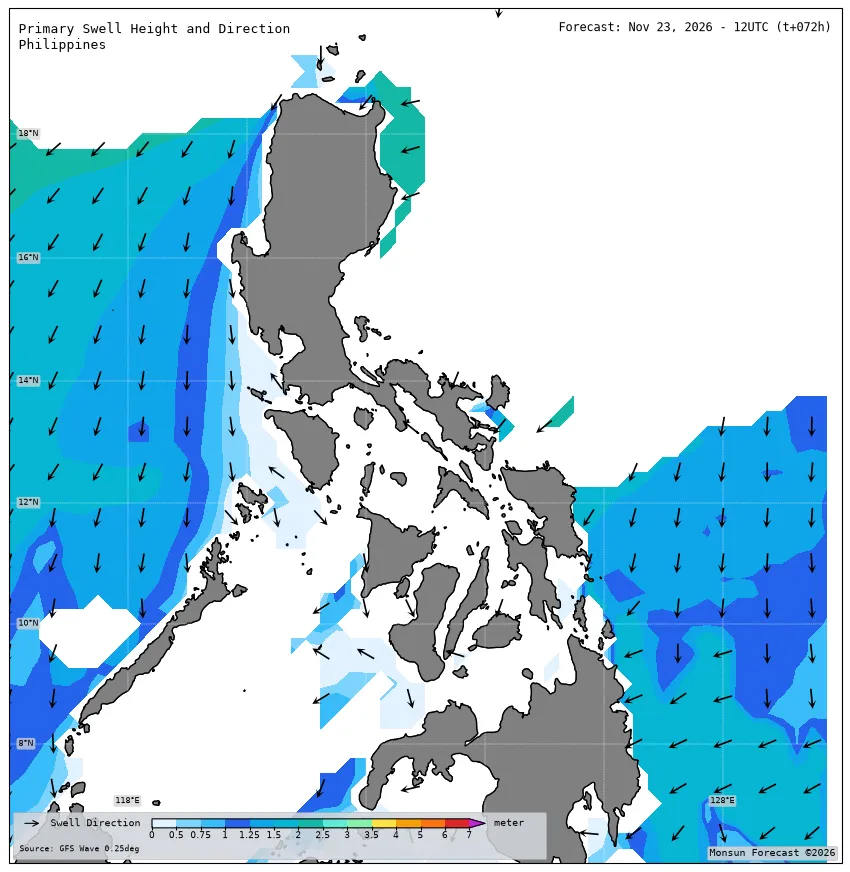 Primary Swell Height and Direction
Philippines
Forecast: Nov 23, 2026 - 12UTC (t+072h)
18°N
16°N
14°N
12°N
10°N
8°N
118°E
128°E
Swell Direction
0 0.5 0.75 1 1.25 1.5 2 2.5 3 3.5 4 5 6 7
meter
Source: GFS Wave 0.25deg
Monsun Forecast ©2026